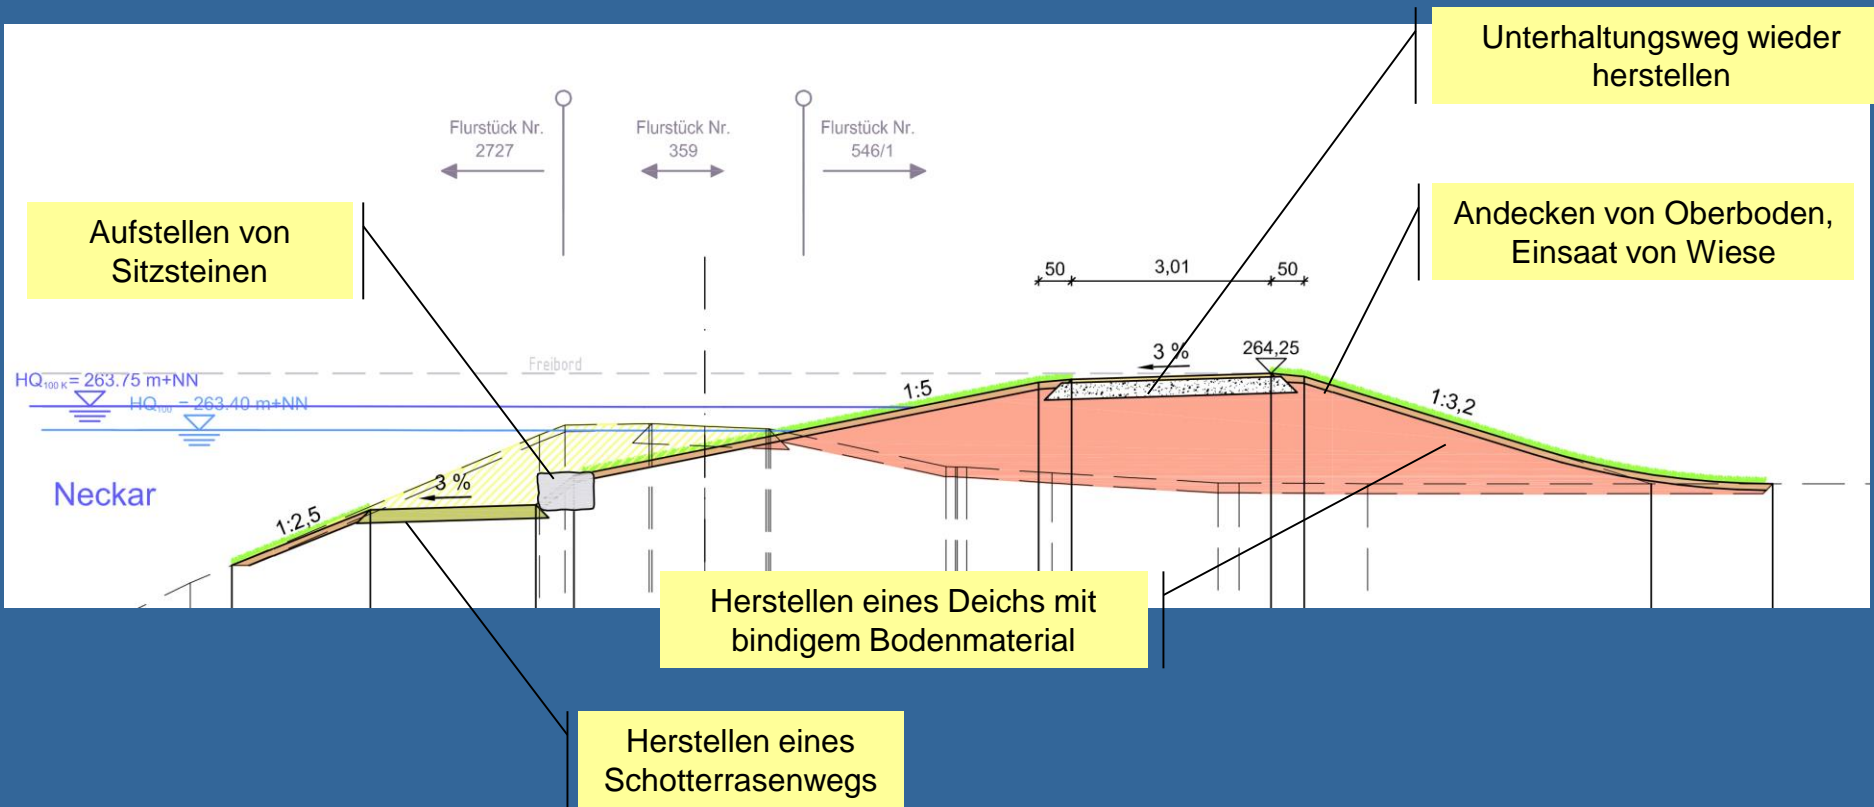 Unterhaltungsweg wieder
herstellen
Flurstück Nr.
2727
Flurstück Nr.
359
Flurstück Nr.
546/1
Aufstellen von
Sitzsteinen
Andecken von Oberboden,
Einsaat von Wiese
50
3,01
50
Freibord
3 %
264,25
HQ100 K = 263.75 m+NN
HQ100 = 263.40 m+NN
1:5
1:3,2
Neckar
3 %
1:2,5
Herstellen eines Deichs mit
bindigem Bodenmaterial
Herstellen eines
Schotterrasenwegs